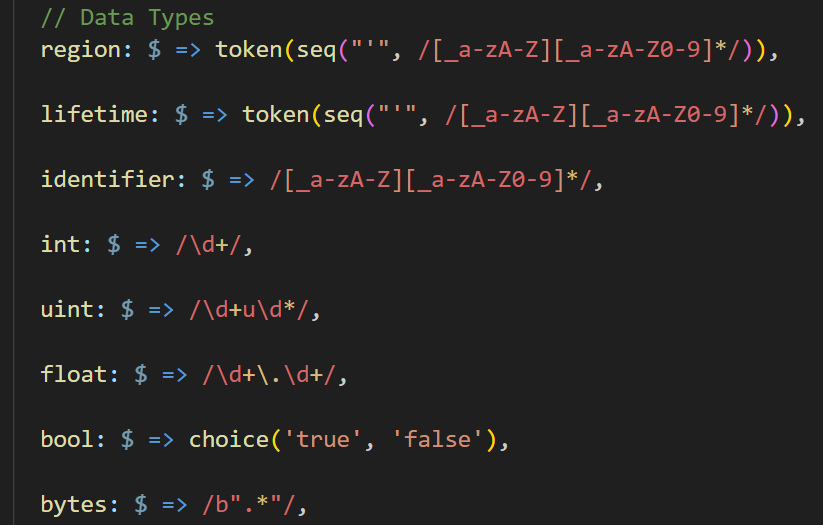 // Data Types
region: $ => token(seq("'", /[_a-zA-Z][_a-zA-Z0-9]*/)),
lifetime: $ => token(seq("'", /[_a-zA-Z][_a-zA-Z0-9]*/)),
identifier: $ => /[_a-zA-Z][_a-zA-Z0-9]*/,
int: $ => /\d+/,
uint: $ => /\d+u\d*/,
float: $ => /\d+\.\d+/,
bool: $ => choice('true', 'false'),
bytes: $ => /b".*"/,